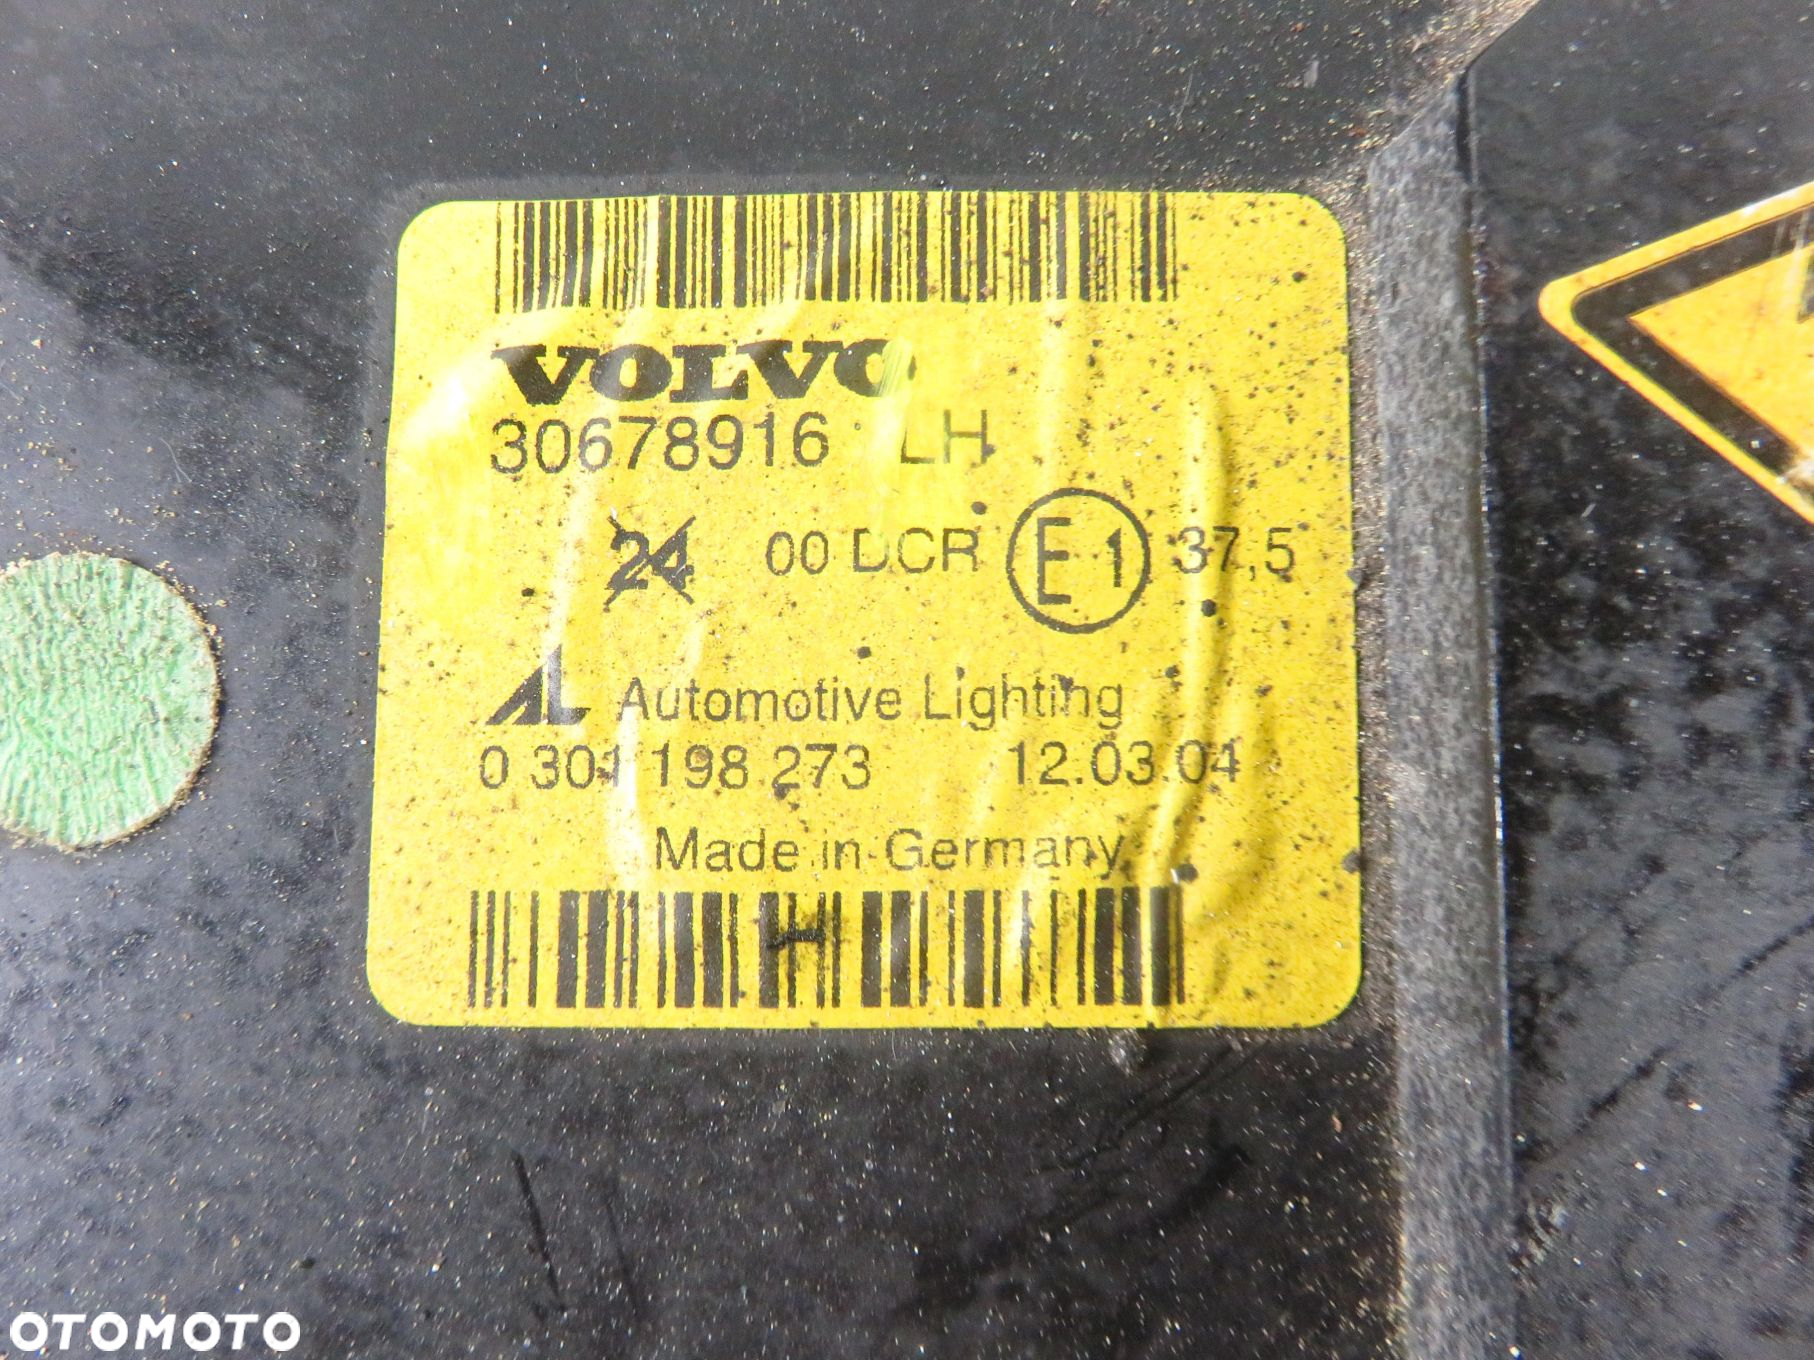 VOLVO
30678916 LH
24 00 DCR E1 37,5
AL Automotive Lighting
0 301 198 273 12.03.04
Made in Germany
H
OTOMOTO